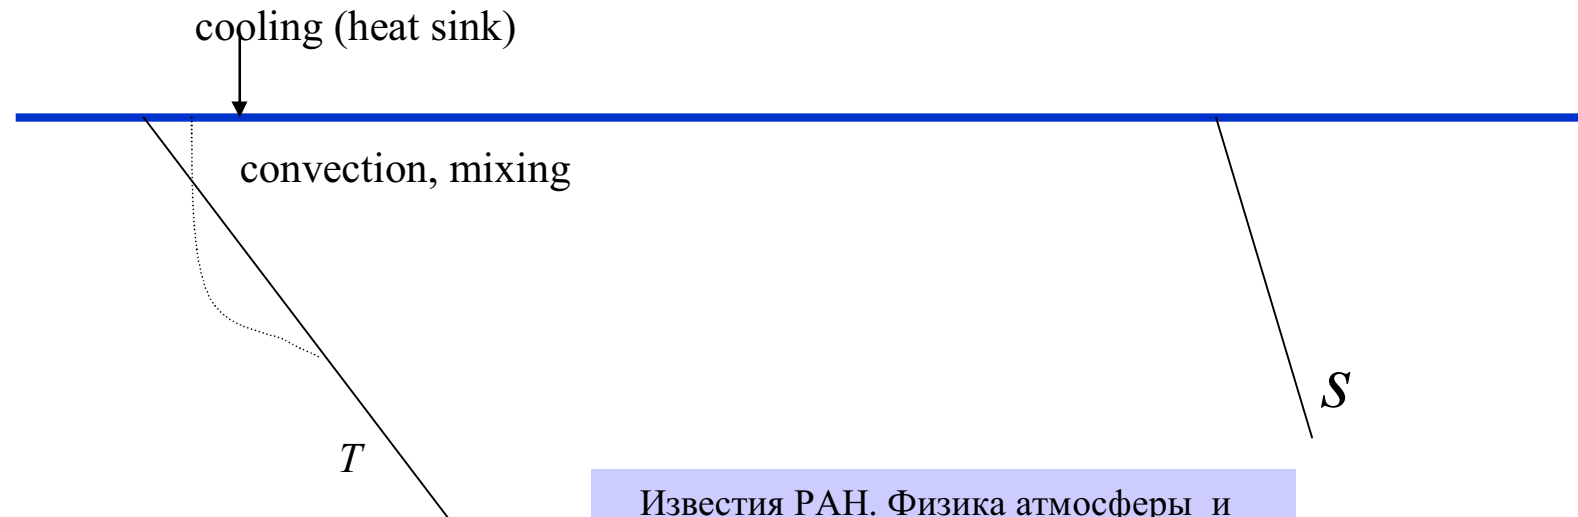 cooling (heat sink)
convection, mixing
S
T
Известия РАН. Физика атмосферы и